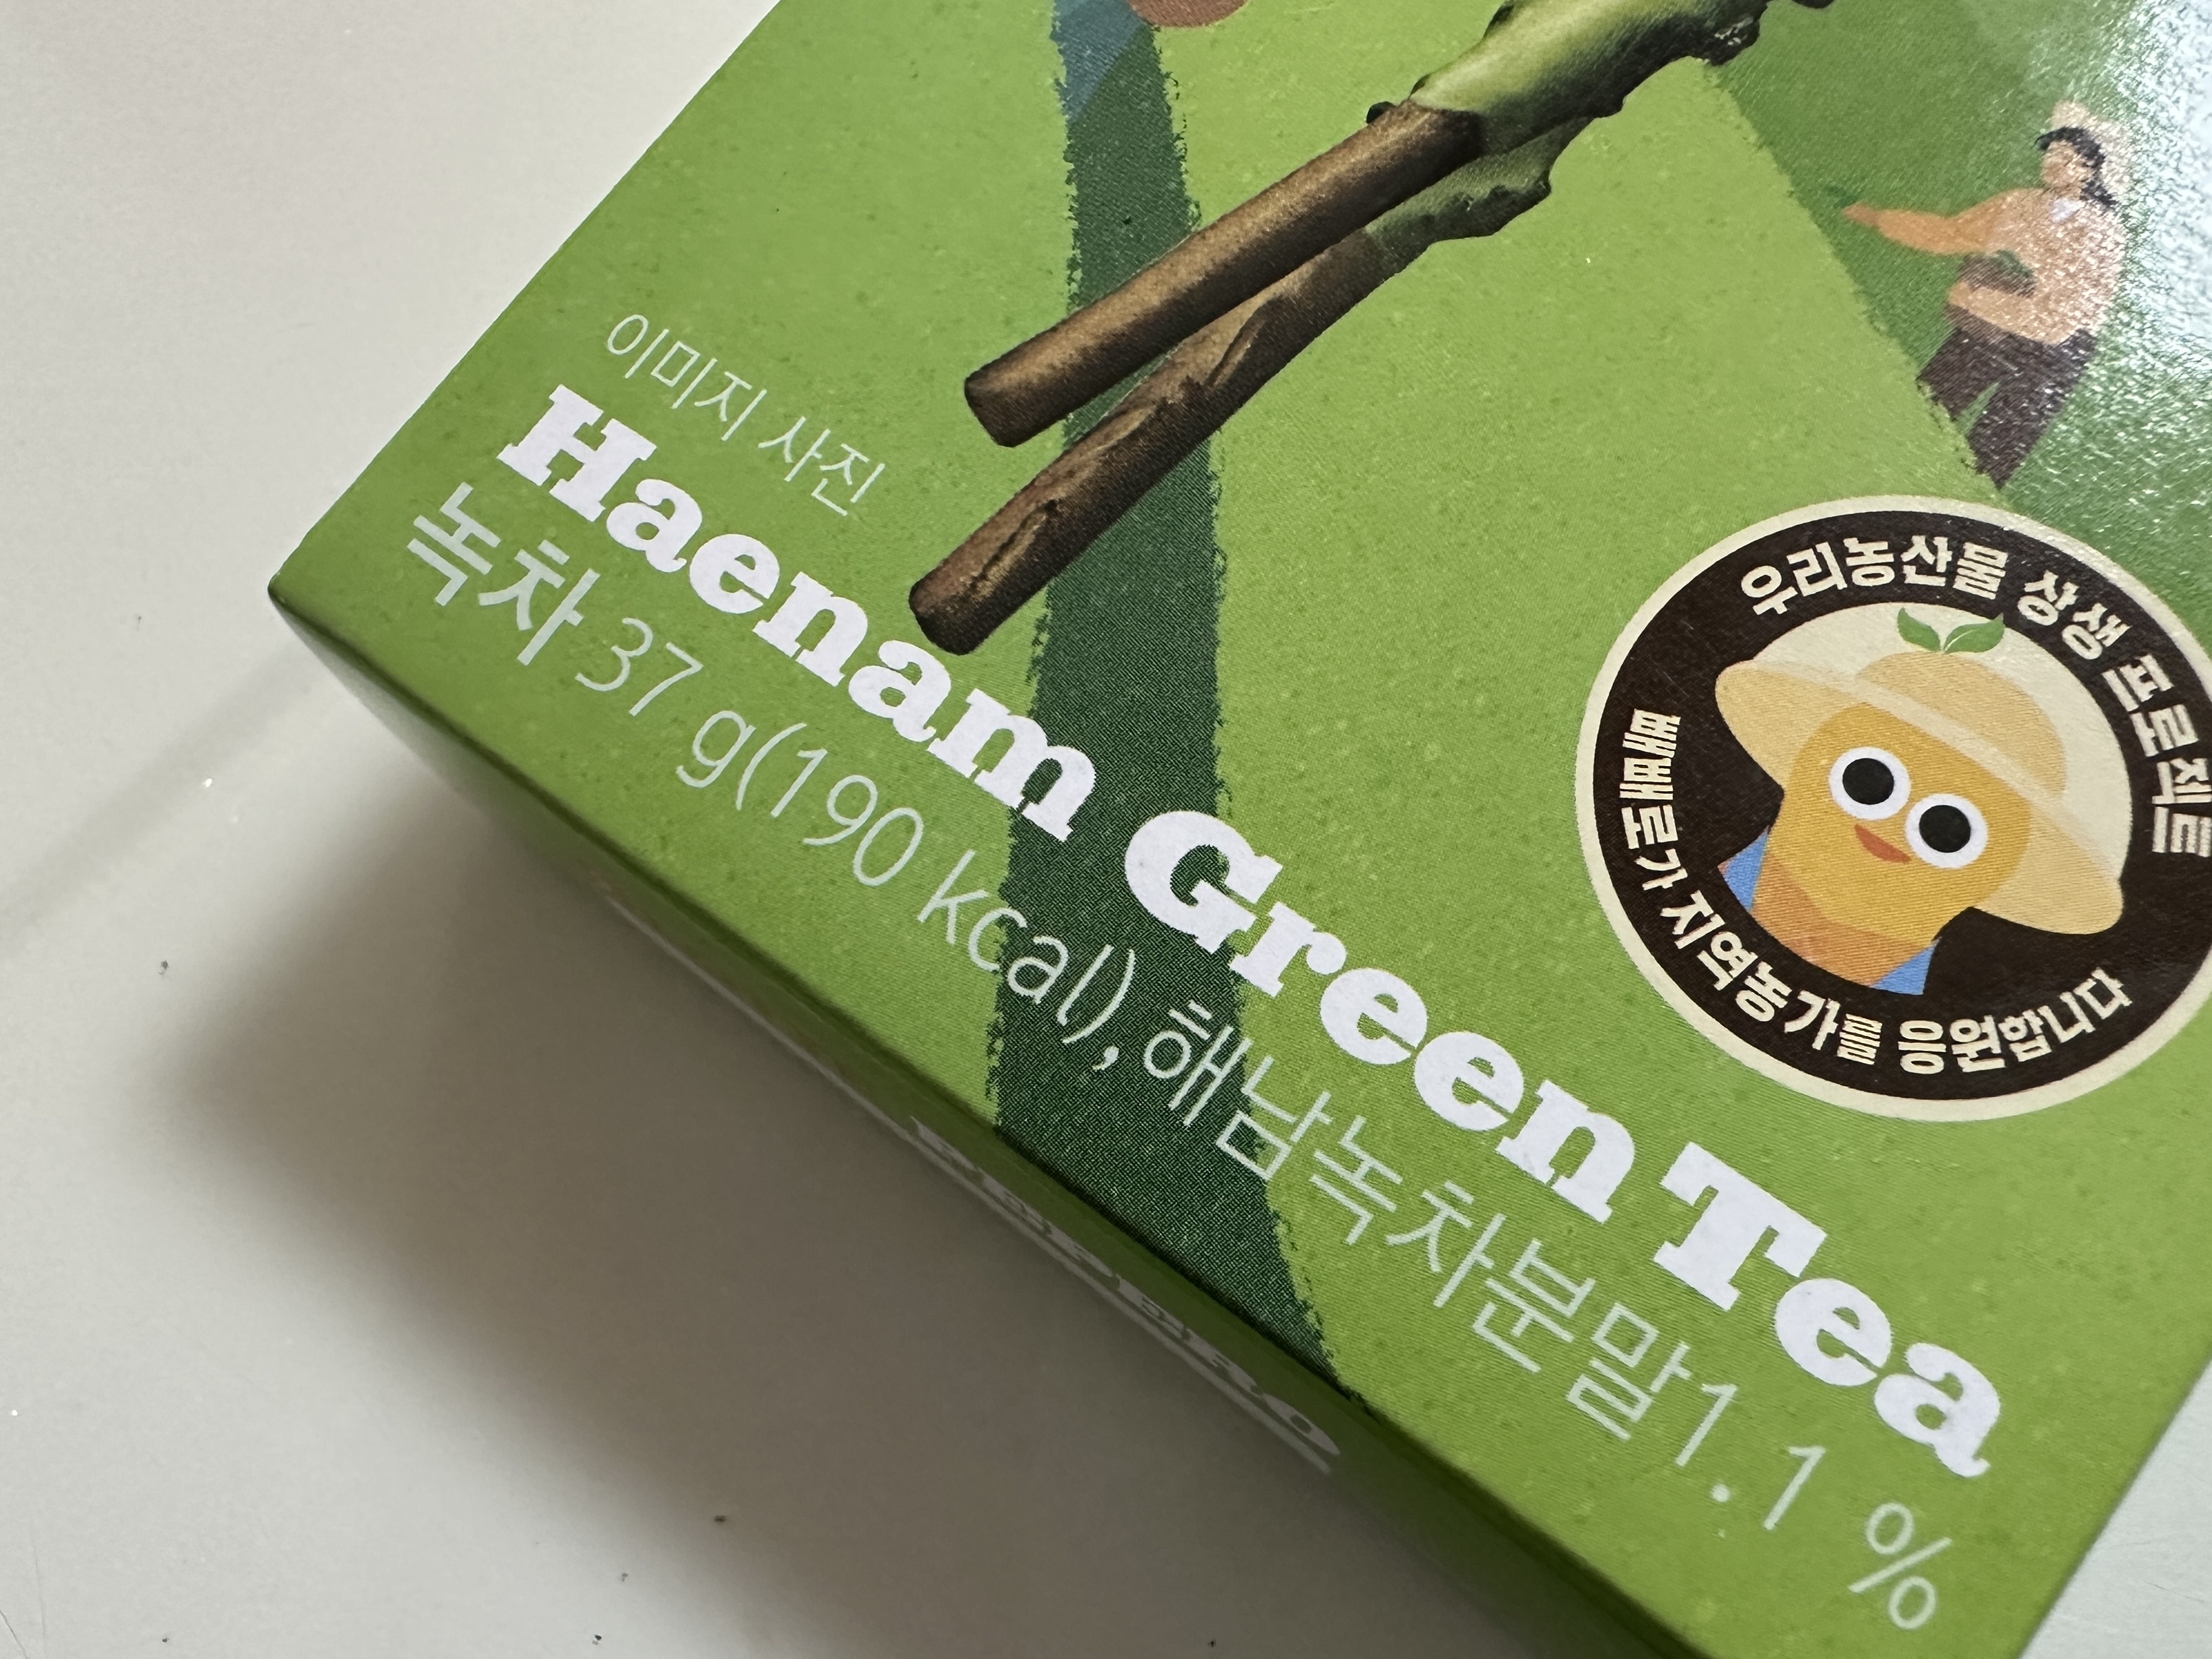 이미지 사진
Haenam Green Tea
녹차 37 g(190 kcal), 해남녹차분말1.1 %
우리농산물 상생 프로젝트
빼빼로가 지역농가를 응원합니다
PEPERO